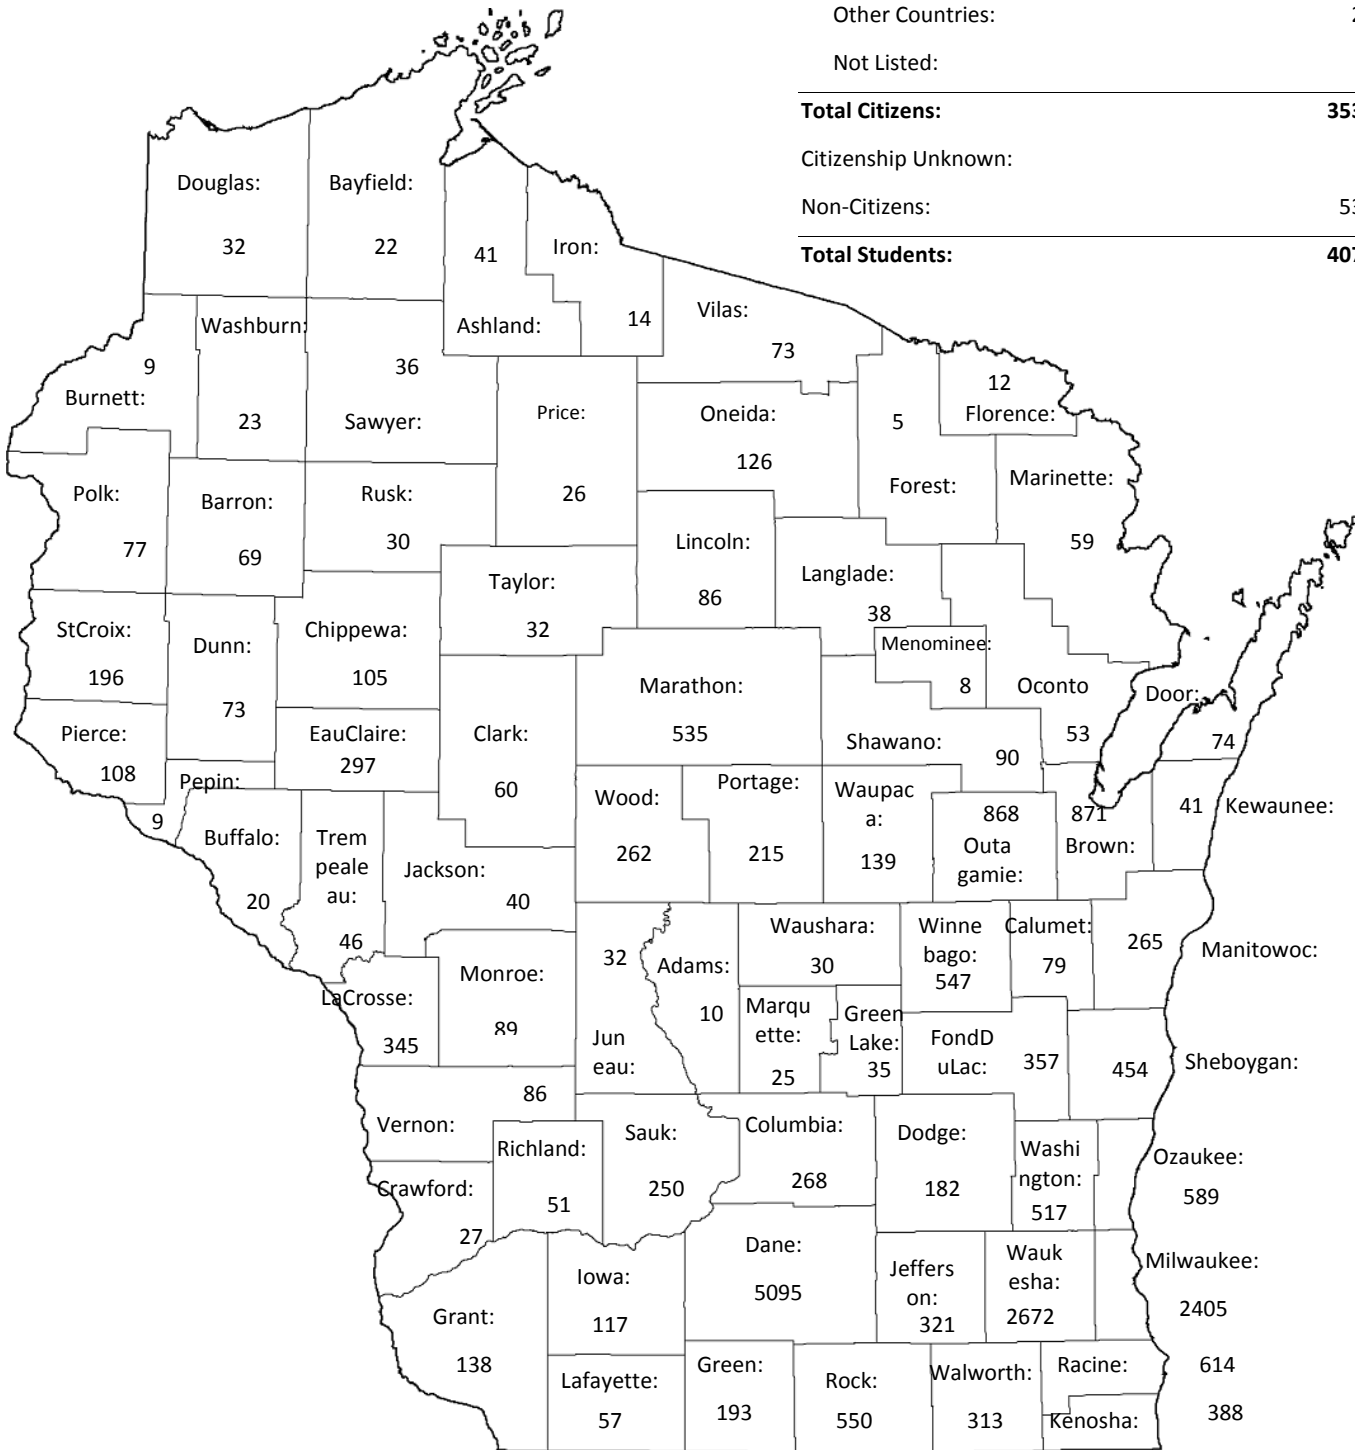 Other Countries: 2
Not Listed:
Total Citizens: 353
Citizenship Unknown:
Non-Citizens: 53
Total Students: 407
Douglas:
32
Bayfield:
22
41
Ashland:
Iron:
14
Vilas:
73
9
Burnett:
Washburn:
23
36
Sawyer:
Price:
26
Oneida:
126
5
Forest:
12
Florence:
Marinette:
59
Polk:
77
Barron:
69
Rusk:
30
Taylor:
32
Lincoln:
86
Langlade:
38
Menominee:
8
Oconto
53
Door:
74
StCroix:
196
Dunn:
73
Chippewa:
105
Marathon:
535
Shawano:
90
Pierce:
108
Pepin:
9
EauClaire:
297
Clark:
60
Wood:
262
Portage:
215
Waupac
a:
139
868
Outa
gamie:
871
Brown:
41
Kewaunee:
Buffalo:
20
Trem
peale
au:
46
Jackson:
40
Monroe:
89
LaCrosse:
345
32
Jun
eau:
Adams:
10
Waushara:
30
Marqu
ette:
25
Green
Lake:
35
Winne
bago:
547
Calumet:
79
265
Manitowoc:
FondD
uLac:
357
454
Sheboygan:
86
Vernon:
Richland:
51
Crawford:
27
Sauk:
250
Columbia:
268
Dodge:
182
Washi
ngton:
517
Ozaukee:
589
Grant:
138
Iowa:
117
Dane:
5095
Jeffers
on:
321
Wauk
esha:
2672
Milwaukee:
2405
Lafayette:
57
Green:
193
Rock:
550
Walworth:
313
Racine:
614
Kenosha:
388